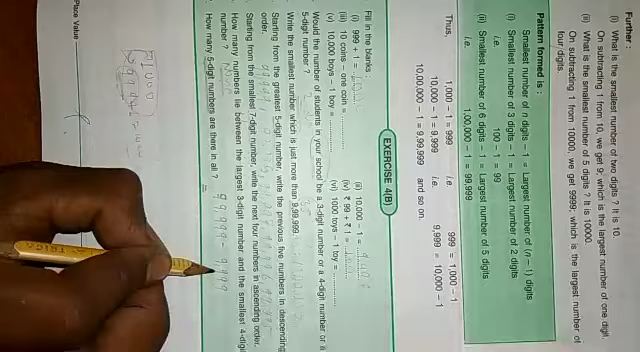 Further :
(i) What is the smallest number of two digits ? It is 10.
On subtracting 1 from 10, we get 9; which is the largest number of one digit.
(ii) What is the smallest number of 5 digits ? It is 10000.
On subtracting 1 from 10000, we get 9999; which is the largest number of
four digits.
Pattern formed is :
Smallest number of n digits − 1 = Largest number of (n − 1) digits
(i) Smallest number of 3 digits − 1 = Largest number of 2 digits
i.e. 100 − 1 = 99
(ii) Smallest number of 6 digits − 1 = Largest number of 5 digits
i.e. 1,00,000 − 1 = 99,999
Thus, 1,000 − 1 = 999 i.e. 999 = 1,000 − 1
10,000 − 1 = 9,999 i.e. 9,999 = 10,000 − 1
10,00,000 − 1 = 9,99,999 and so on.
EXERCISE 4(B)
Fill in the blanks :
(i) 999 + 1 = (ii) 10,000 − 1 =
(iii) 10 coins − one coin = (iv) ₹ 99 + ₹ 1 =
(v) 10,000 boys − 1 boy = (vi) 1000 toys − 1 toy =
Would the number of students in your school be a 3-digit number or a 4-digit number or a
5-digit number ?
Write the smallest number which is just more than 9,99,999
Starting from the greatest 5-digit number, write the previous five numbers in descending
order.
Starting from the smallest 7-digit number, write the next four numbers in ascending order.
How many numbers lie between the largest 3-digit number and the smallest 4-digi
number ?
How many 5-digit numbers are there in all ?
99,999 − 9,999
Place Value